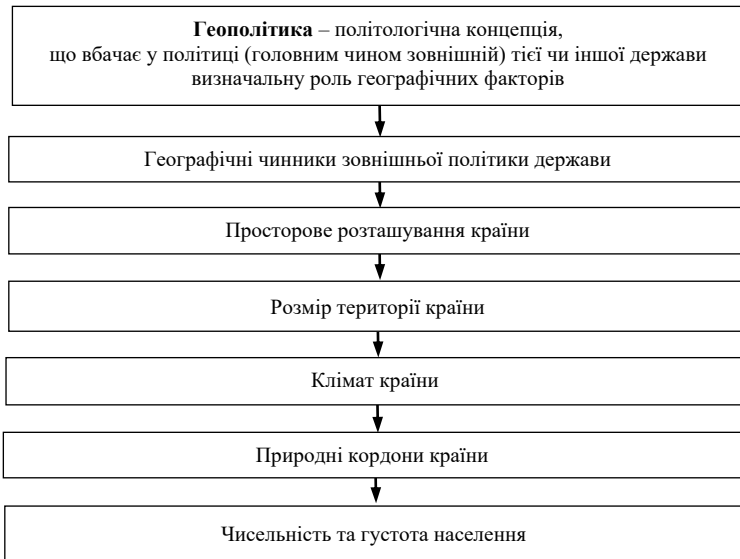 Геополітика – політологічна концепція,
що вбачає у політиці (головним чином зовнішній) тієї чи іншої держави
визначальну роль географічних факторів
Географічні чинники зовнішньої політики держави
Просторове розташування країни
Розмір території країни
Клімат країни
Природні кордони країни
Чисельність та густота населення